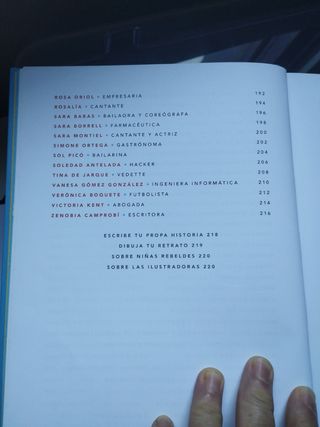 ROSA ORIOL • EMPRESARIA 192
ROSALÍA • CANTANTE 194
SARA BARAS • BAILAORA Y COREÓGRAFA 196
SARA BORRELL • FARMACÉUTICA 198
SARA MONTIEL • CANTANTE Y ACTRIZ 200
SIMONE ORTEGA • GASTRÓNOMA 202
SOL PICÓ • BAILARINA 204
SOLEDAD ANTELADA • HACKER 206
TINA DE JARQUE • VEDETTE 208
VANESA GÓMEZ GONZÁLEZ • INGENIERA INFORMÁTICA 210
VERÓNICA BOQUETE • FUTBOLISTA 212
VICTORIA KENT • ABOGADA 214
ZENOBIA CAMPROBÍ • ESCRITORA 216
ESCRIBE TU PROPA HISTORIA 218
DIBUJA TU RETRATO 219
SOBRE NIÑAS REBELDES 220
SOBRE LAS ILUSTRADORAS 220